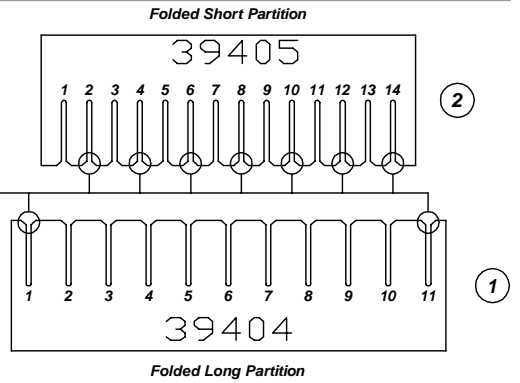 Folded Short Partition
39405
1 2 3 4 5 6 7 8 9 10 11 12 13 14
2
1 2 3 4 5 6 7 8 9 10 11
1
39404
Folded Long Partition